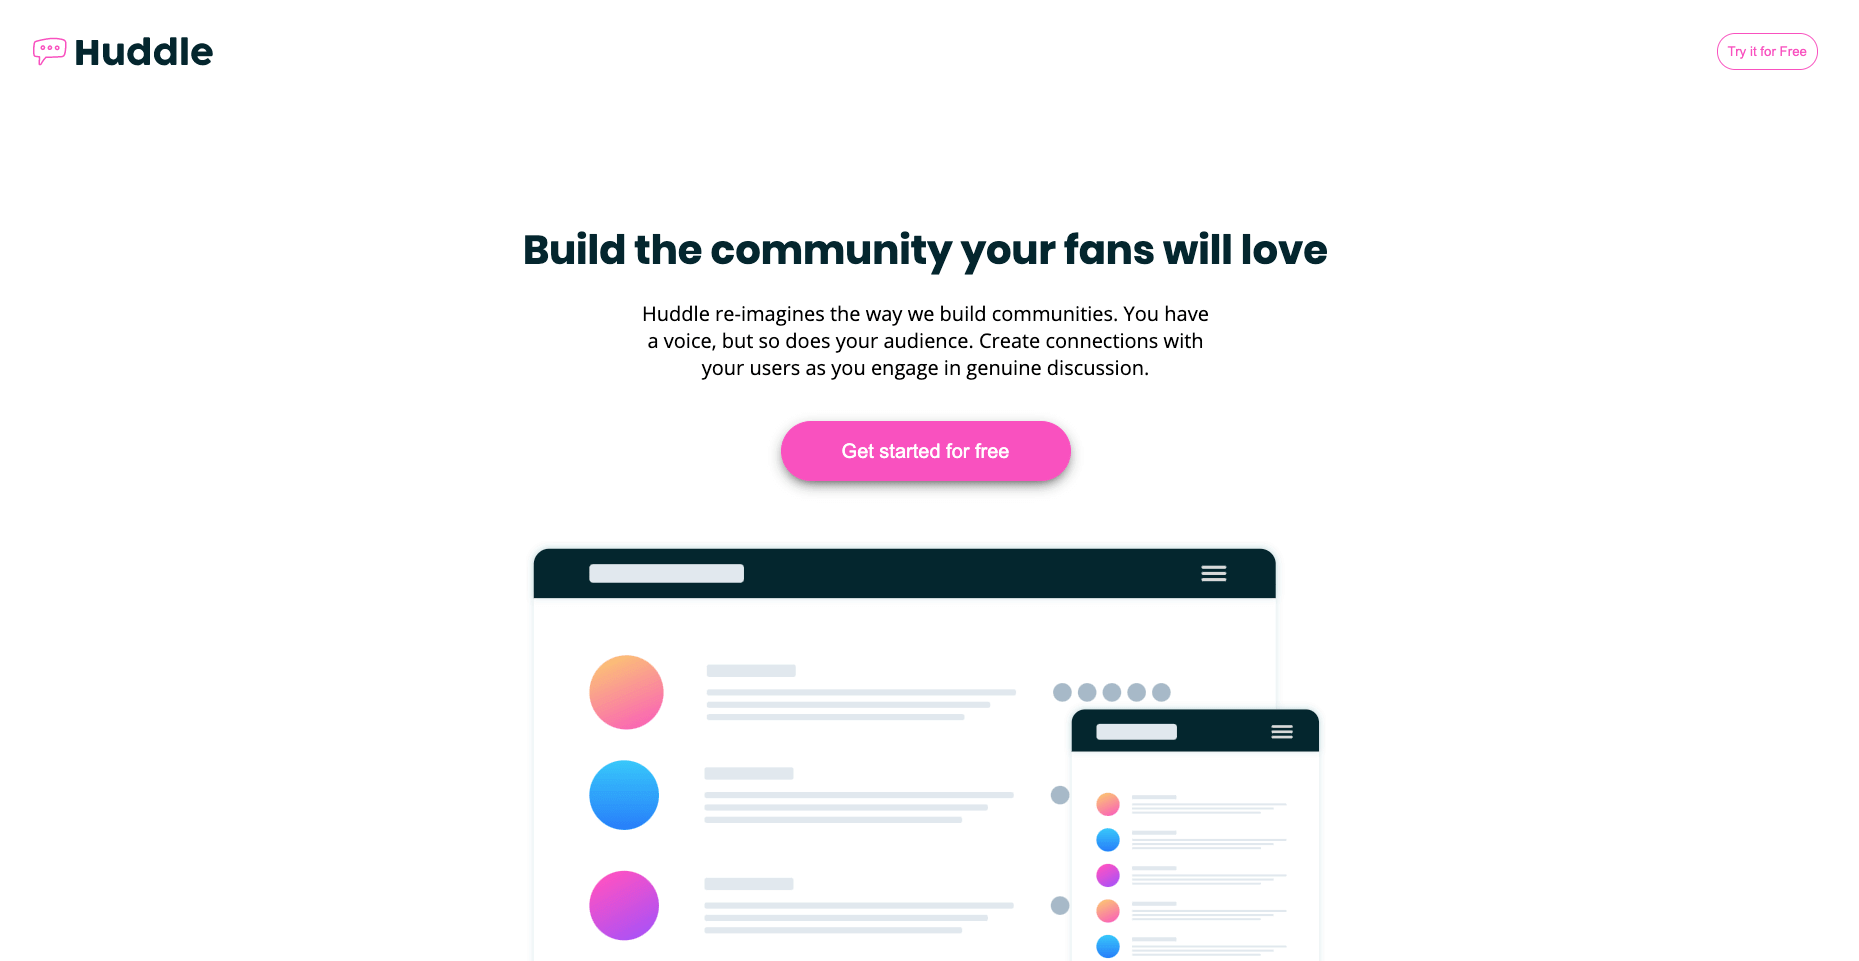 Huddle
Try it for Free
Build the community your fans will love
Huddle re-imagines the way we build communities. You have
a voice, but so does your audience. Create connections with
your users as you engage in genuine discussion.
Get started for free